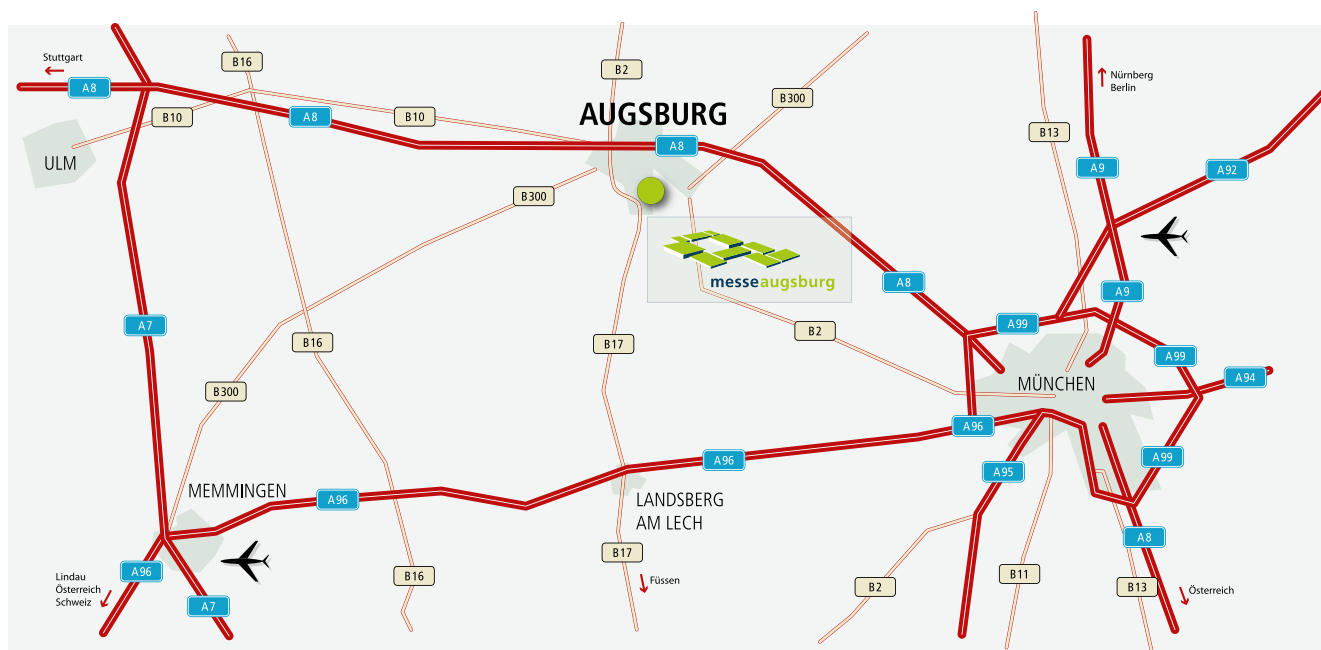 Stuttgart
A8
B16
B2
B300
Nürnberg
Berlin
B10
A8
B10
AUGSBURG
A8
B13
ULM
A9
A92
B300
messeaugsburg
A8
A9
A7
B16
B17
B2
A99
A99
B300
MÜNCHEN
A94
A96
A96
A95
A99
MEMMINGEN
A96
LANDSBERG
AM LECH
A8
Lindau
Österreich
Schweiz
A96
A7
B16
B17
Füssen
B2
B11
B13
Österreich